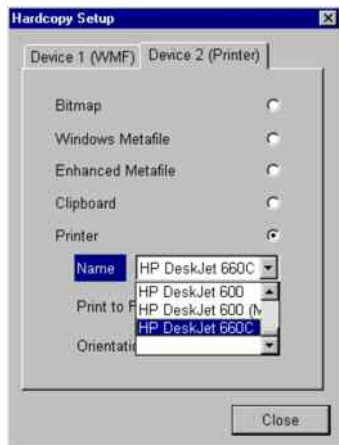 Hardcopy Setup
Device 1 (WMF) Device 2 (Printer)
Bitmap
Windows Metafile
Enhanced Metafile
Clipboard
Printer
Name HP DeskJet 660C
HP DeskJet 600
Print to F HP DeskJet 600 (M
HP DeskJet 660C
Orientatio
Close